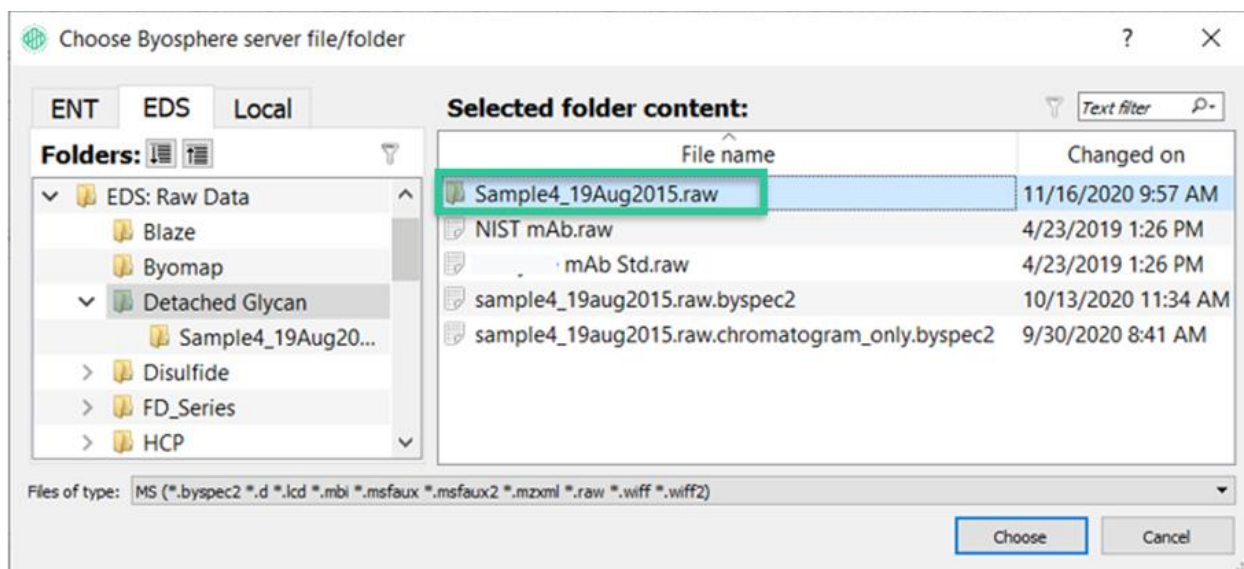 Choose Byosphere server file/folder
?
ENT EDS Local
Selected folder content:
Text filter
Folders:
File name Changed on
EDS: Raw Data
Sample4_19Aug2015.raw 11/16/2020 9:57 AM
Blaze
NIST mAb.raw 4/23/2019 1:26 PM
Byomap
mAb Std.raw 4/23/2019 1:26 PM
Detached Glycan
sample4_19aug2015.raw.byspec2 10/13/2020 11:34 AM
Sample4_19Aug20...
sample4_19aug2015.raw.chromatogram_only.byspec2 9/30/2020 8:41 AM
Disulfide
FD_Series
HCP
Files of type: MS (*.byspec2 *.d *.lcd *.mbi *.msfaux *.msfaux2 *.mzxml *.raw *.wiff *.wiff2)
Choose Cancel